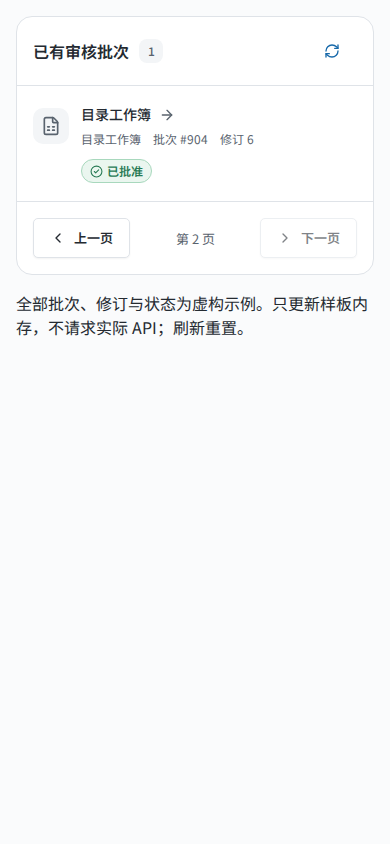 已有审核批次 1
目录工作簿
目录工作簿 批次 #904 修订 6
已批准
上一页 第 2 页 下一页
全部批次、修订与状态为虚构示例。只更新样板内
存，不请求实际 API；刷新重置。